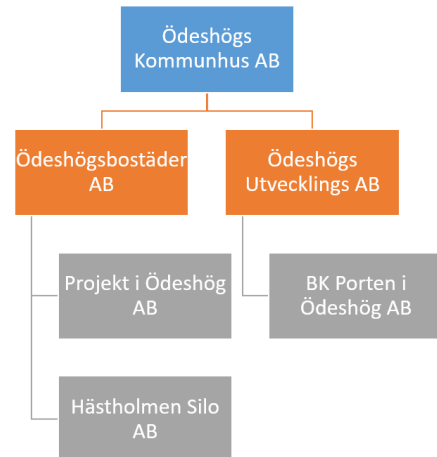 Ödeshögs
Kommunhus AB
Ödeshögsbostäder
AB
Ödeshögs
Utvecklings AB
Projekt i Ödeshög
AB
BK Porten i
Ödeshög AB
Hästholmen Silo
AB